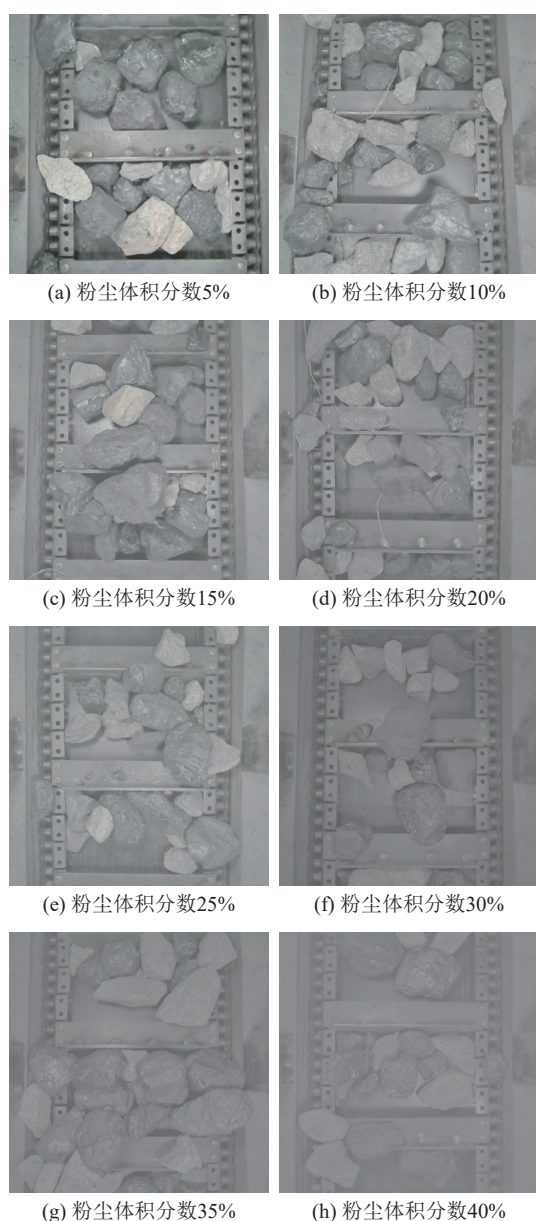 (a) 粉尘体积分数5%
(b) 粉尘体积分数10%
(c) 粉尘体积分数15%
(d) 粉尘体积分数20%
(e) 粉尘体积分数25%
(f) 粉尘体积分数30%
(g) 粉尘体积分数35%
(h) 粉尘体积分数40%